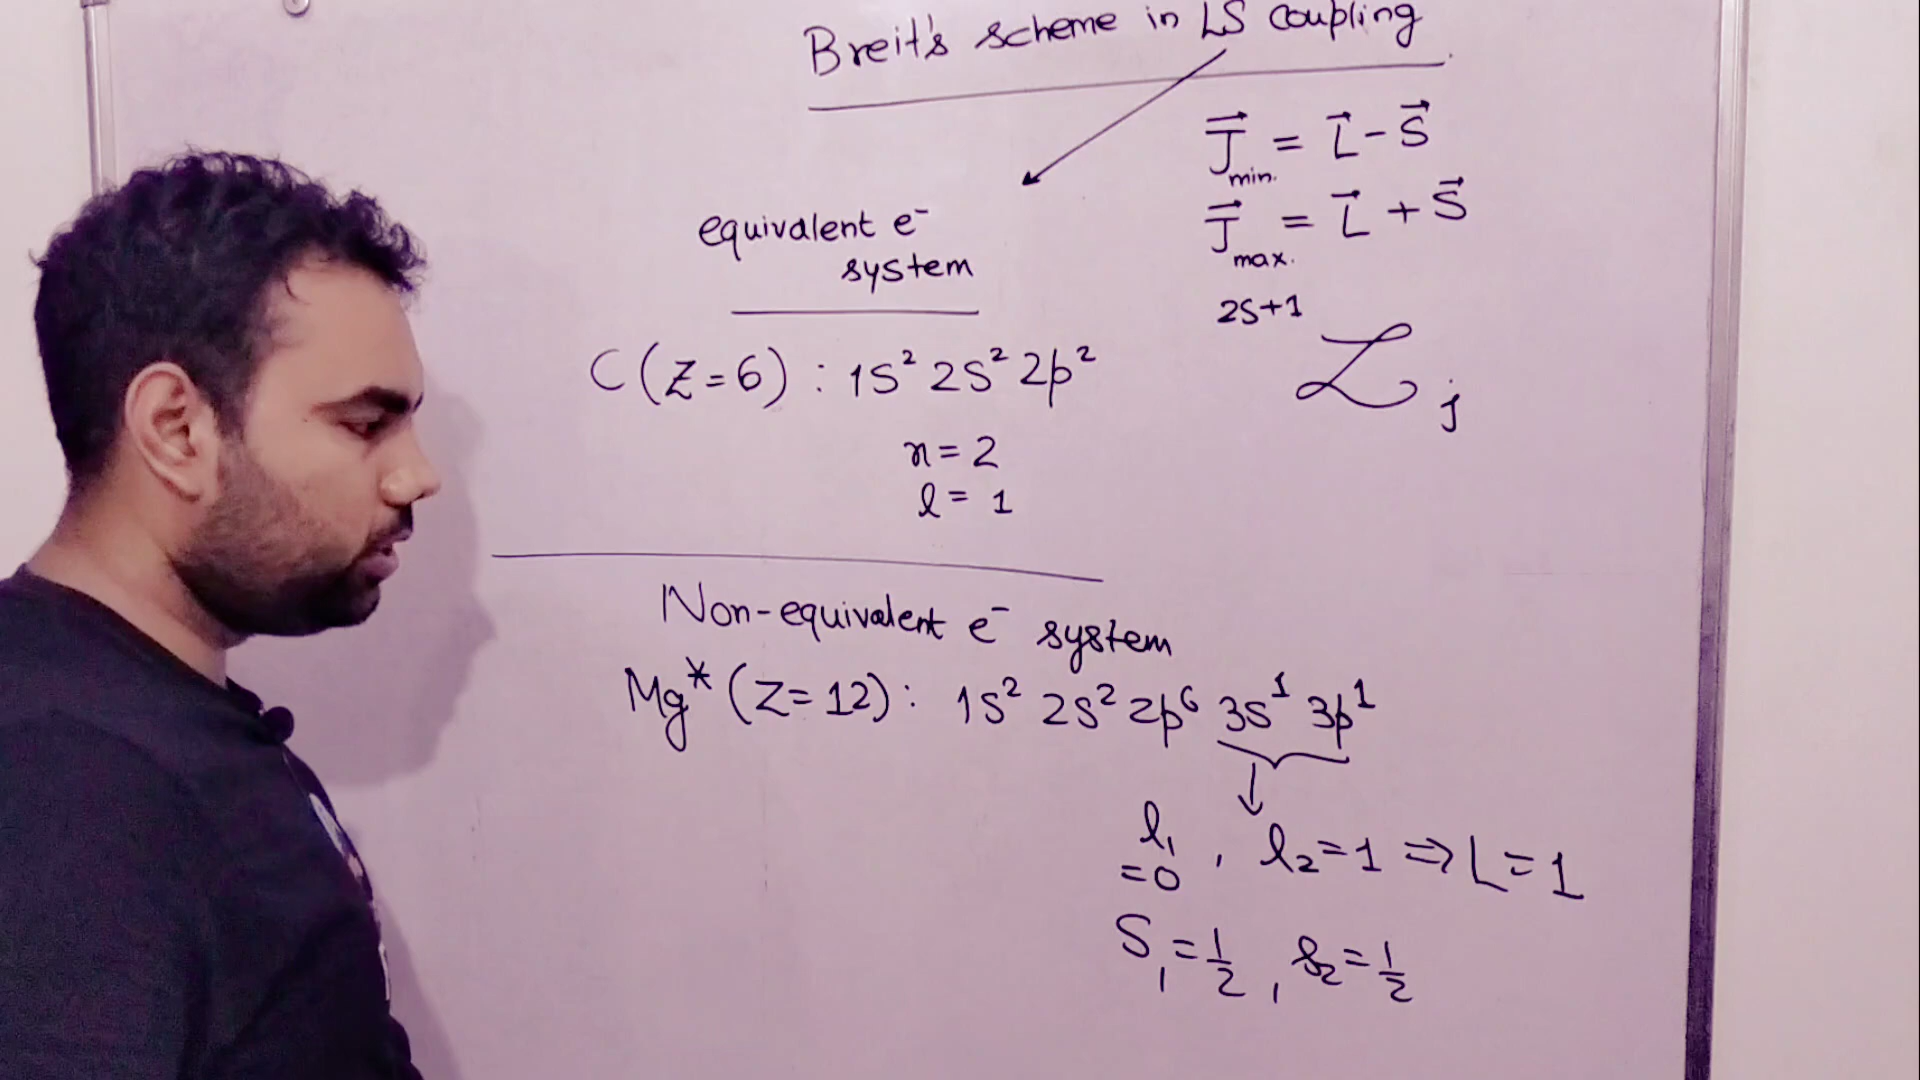 Breit's scheme in LS coupling
J⃗ min. = L⃗ - S⃗
J⃗ max. = L⃗ + S⃗
equivalent e⁻
system
2S+1
L j
C (Z=6) : 1S² 2S² 2p²
n = 2
l = 1
Non-equivalent e⁻ system
Mg* (Z=12) : 1s² 2s² 2p⁶ 3s¹ 3p¹
l₁ =0 , l₂=1 ⇒ L=1
S₁ = 1/2 , s₂ = 1/2